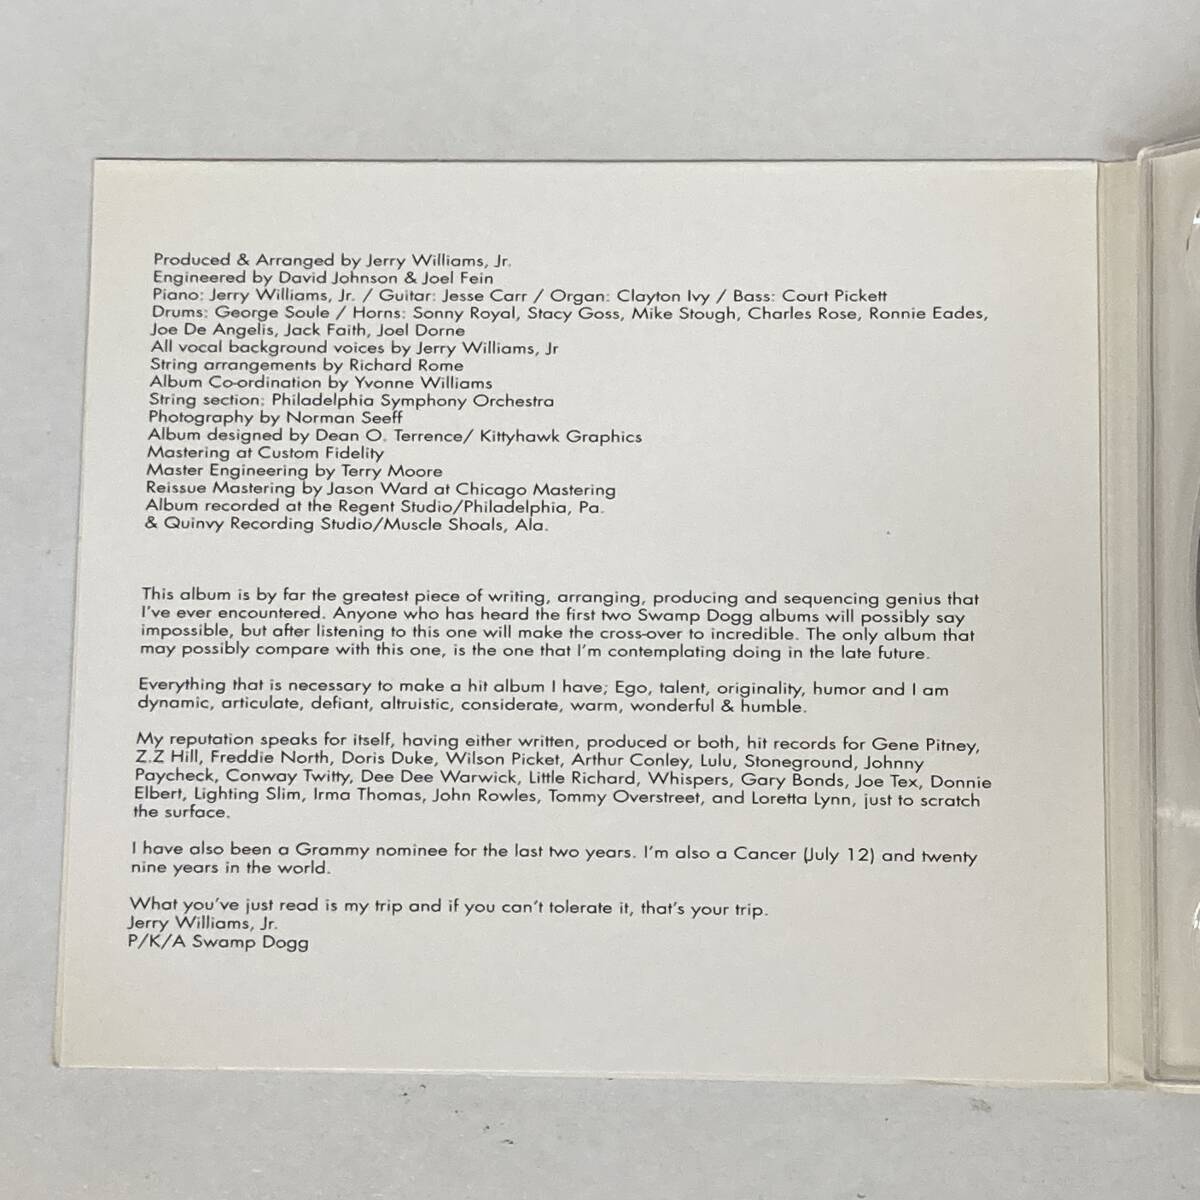 Produced & Arranged by Jerry Williams, Jr.
Engineered by David Johnson & Joel Fein
Piano: Jerry Williams, Jr. / Guitar: Jesse Carr / Organ: Clayton Ivy / Bass: Court Pickett
Drums: George Soule / Horns: Sonny Royal, Stacy Goss, Mike Stough, Charles Rose, Ronnie Eades,
Joe De Angelis, Jack Faith, Joel Dorne
All vocal background voices by Jerry Williams, Jr
String arrangements by Richard Rome
Album Co-ordination by Yvonne Williams
String section: Philadelphia Symphony Orchestra
Photography by Norman Seeff
Album designed by Dean O. Terrence/ Kittyhawk Graphics
Mastering at Custom Fidelity
Master Engineering by Terry Moore
Reissue Mastering by Jason Ward at Chicago Mastering
Album recorded at the Regent Studio/Philadelphia, Pa.
& Quinvy Recording Studio/Muscle Shoals, Ala.
This album is by far the greatest piece of writing, arranging, producing and sequencing genius that
I've ever encountered. Anyone who has heard the first two Swamp Dogg albums will possibly say
impossible, but after listening to this one will make the cross-over to incredible. The only album that
may possibly compare with this one, is the one that I'm contemplating doing in the late future.
Everything that is necessary to make a hit album I have; Ego, talent, originality, humor and I am
dynamic, articulate, defiant, altruistic, considerate, warm, wonderful & humble.
My reputation speaks for itself, having either written, produced or both, hit records for Gene Pitney,
Z.Z Hill, Freddie North, Doris Duke, Wilson Picket, Arthur Conley, Lulu, Stoneground, Johnny
Paycheck, Conway Twitty, Dee Dee Warwick, Little Richard, Whispers, Gary Bonds, Joe Tex, Donnie
Elbert, Lighting Slim, Irma Thomas, John Rowles, Tommy Overstreet, and Loretta Lynn, just to scratch
the surface.
I have also been a Grammy nominee for the last two years. I'm also a Cancer (July 12) and twenty
nine years in the world.
What you've just read is my trip and if you can't tolerate it, that's your trip.
Jerry Williams, Jr.
P/K/A Swamp Dogg